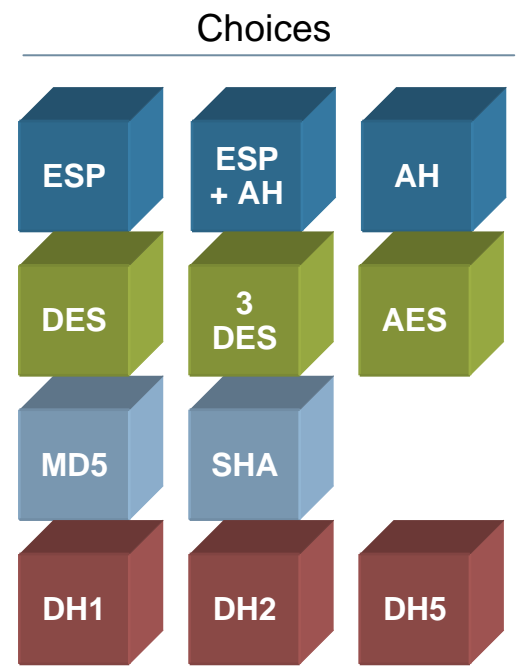 Choices
ESP
ESP
+ AH
AH
DES
3
DES
AES
MD5
SHA
DH1
DH2
DH5